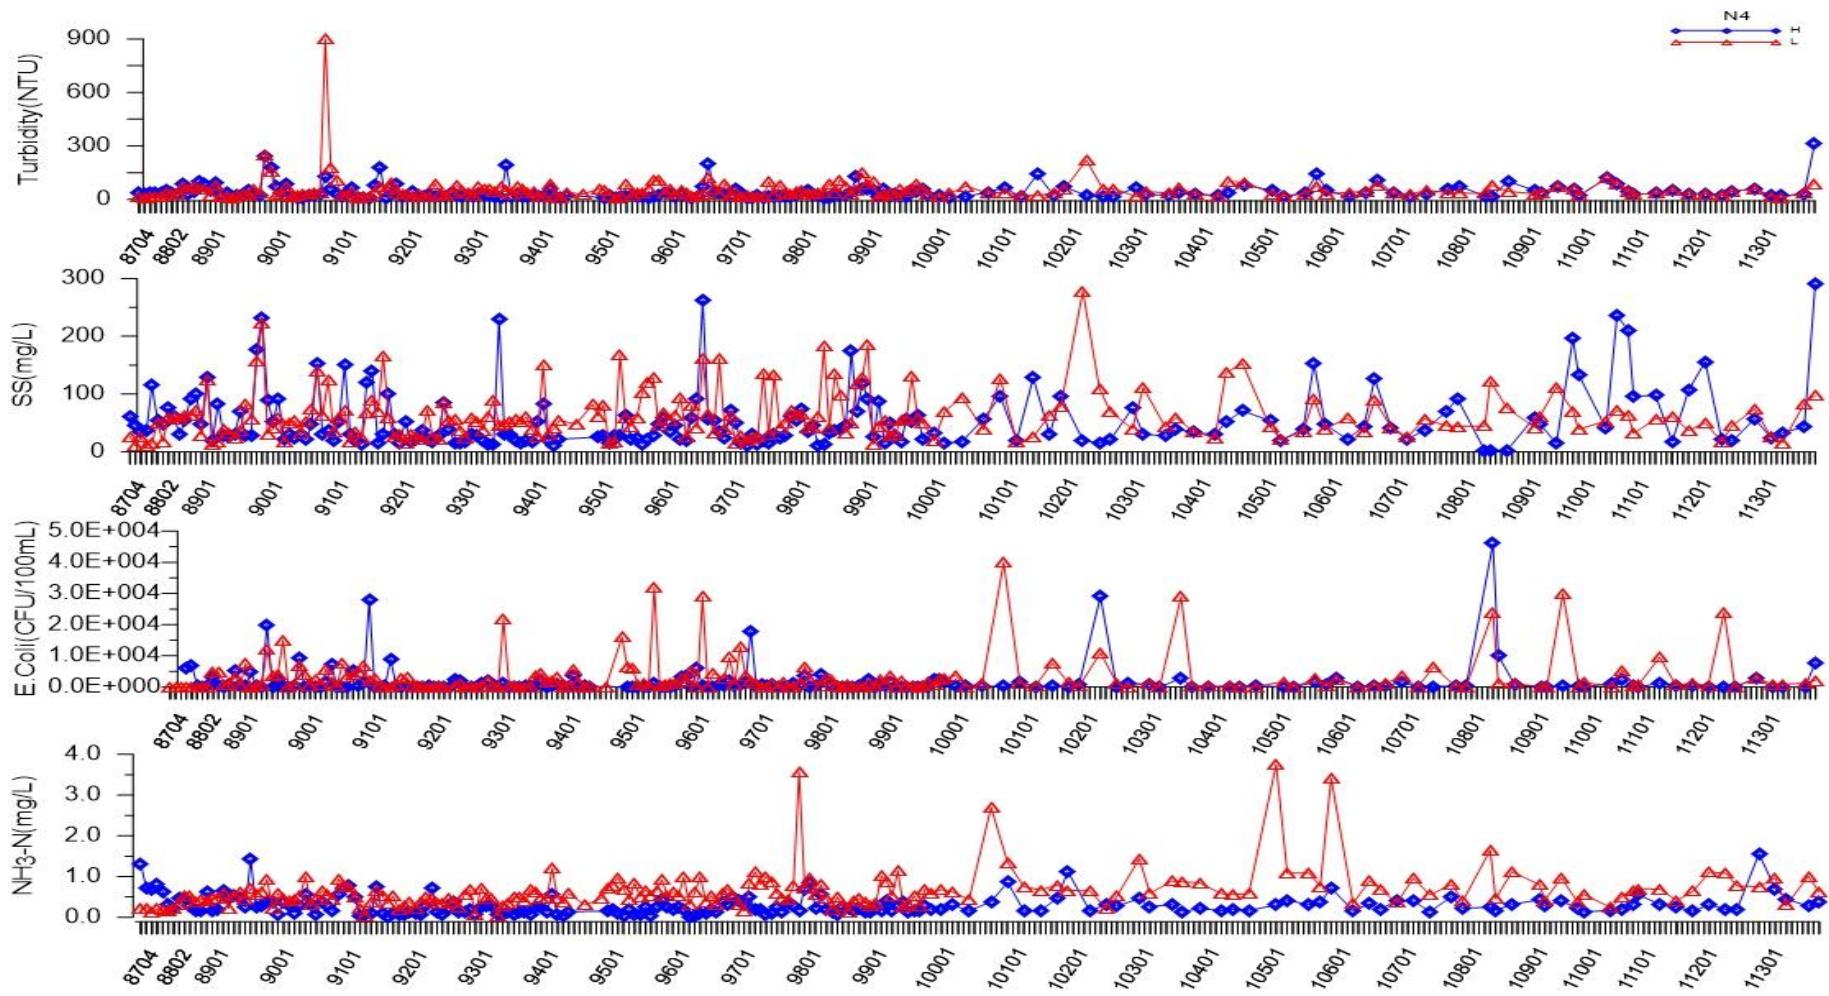 N4
H
L
Turbidity(NTU)
900
600
300
0
8704 8802 8901 9001 9101 9201 9301 9401 9501 9601 9701 9801 9901 10001 10101 10201 10301 10401 10501 10601 10701 10801 10901 11001 11101 11201 11301
SS(mg/L)
300
200
100
0
8704 8802 8901 9001 9101 9201 9301 9401 9501 9601 9701 9801 9901 10001 10101 10201 10301 10401 10501 10601 10701 10801 10901 11001 11101 11201 11301
E.Coli(CFU/100mL)
5.0E+004
4.0E+004
3.0E+004
2.0E+004
1.0E+004
0.0E+000
8704 8802 8901 9001 9101 9201 9301 9401 9501 9601 9701 9801 9901 10001 10101 10201 10301 10401 10501 10601 10701 10801 10901 11001 11101 11201 11301
NH3-N(mg/L)
4.0
3.0
2.0
1.0
0.0
8704 8802 8901 9001 9101 9201 9301 9401 9501 9601 9701 9801 9901 10001 10101 10201 10301 10401 10501 10601 10701 10801 10901 11001 11101 11201 11301